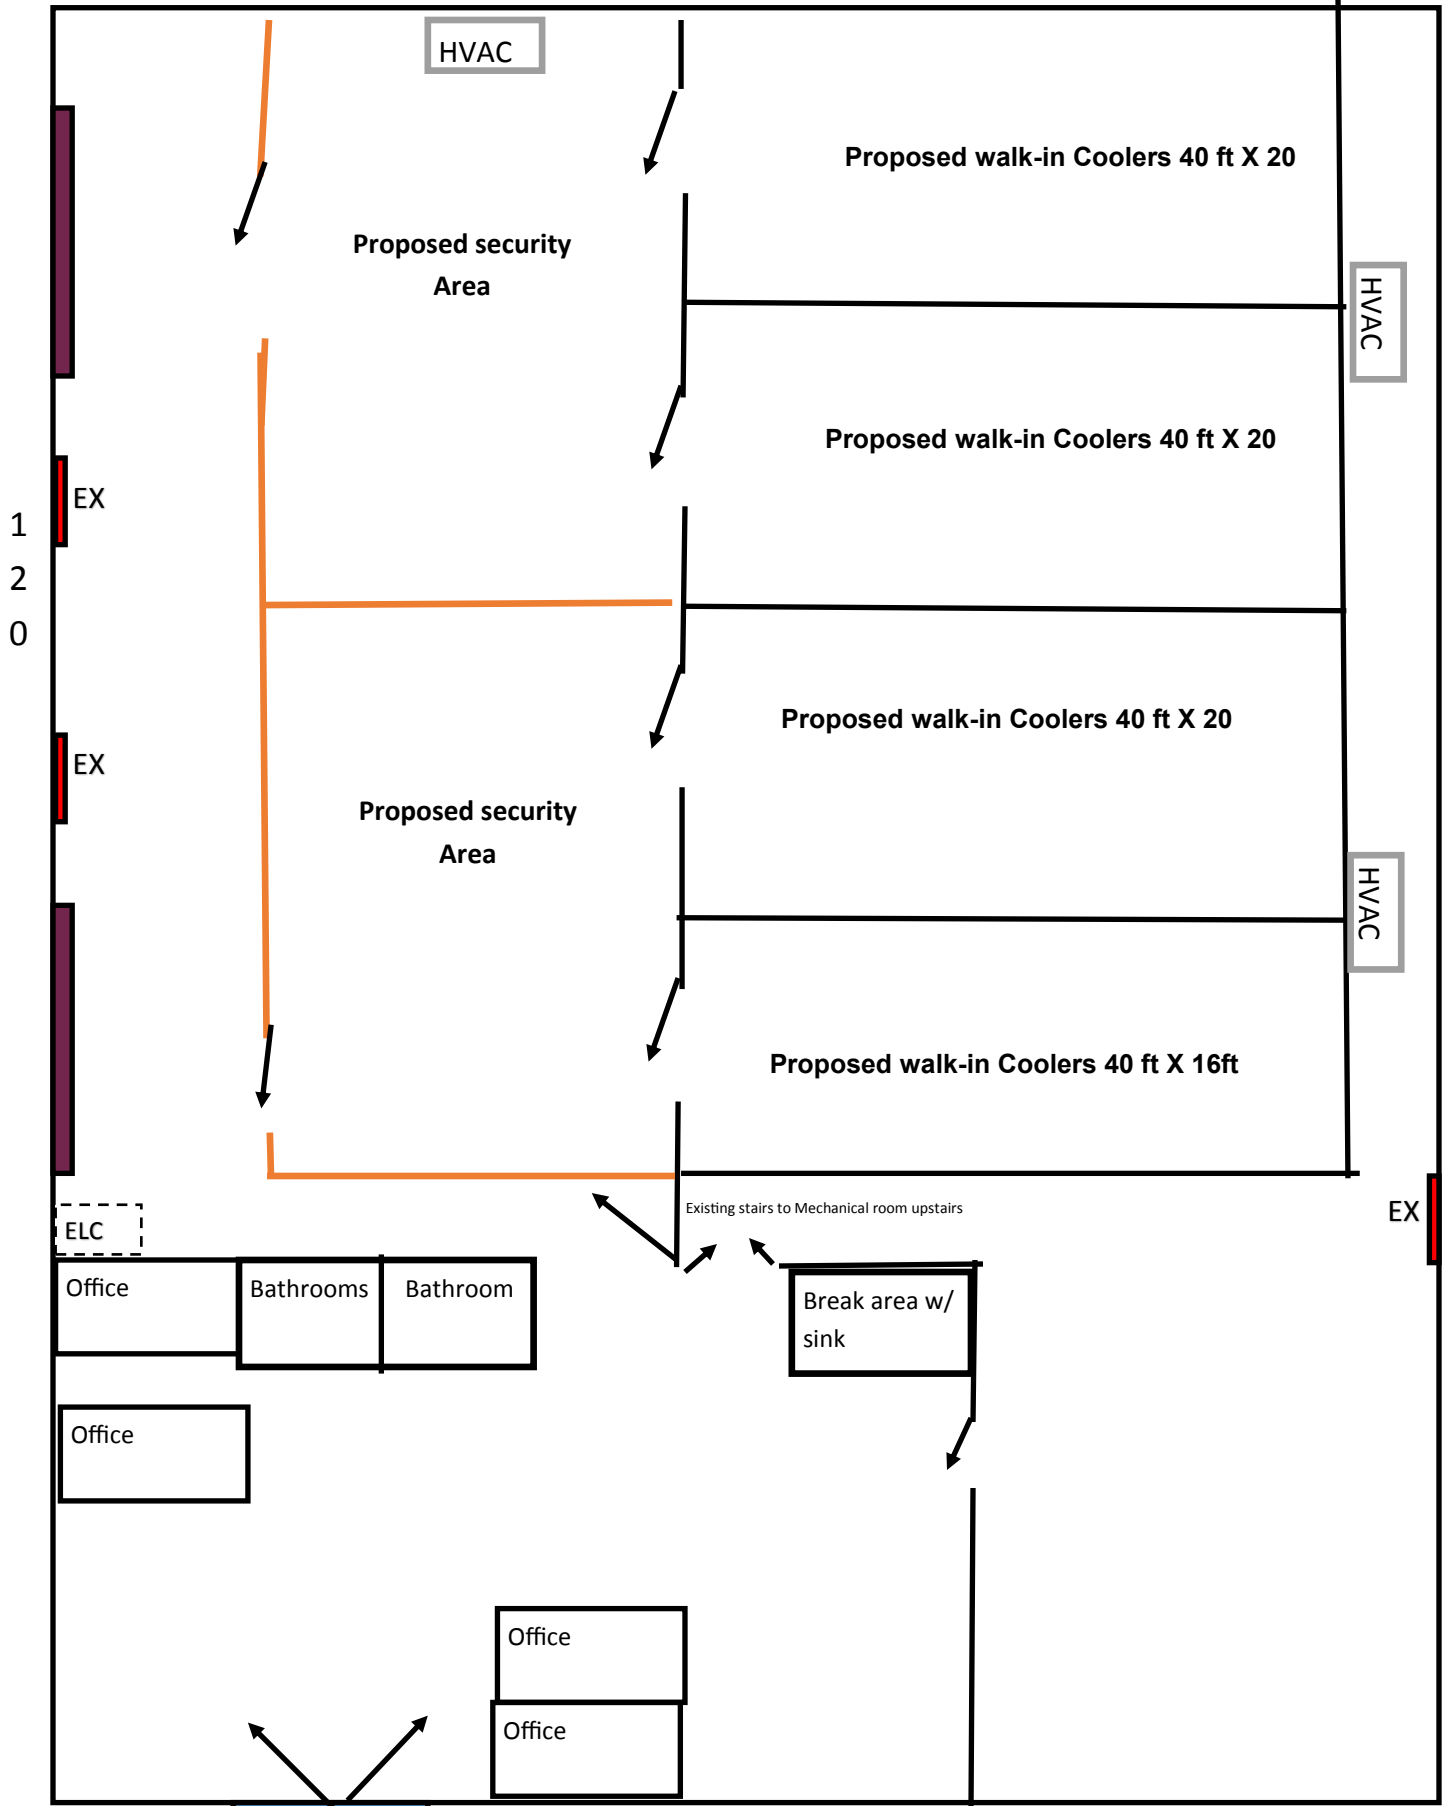 HVAC
Proposed walk-in Coolers 40 ft X 20
Proposed security
Area
HVAC
Proposed walk-in Coolers 40 ft X 20
EX
1
2
0
Proposed walk-in Coolers 40 ft X 20
EX
Proposed security
Area
HVAC
Proposed walk-in Coolers 40 ft X 16ft
Existing stairs to Mechanical room upstairs
EX
ELC
Office
Bathrooms
Bathroom
Break area w/
sink
Office
Office
Office